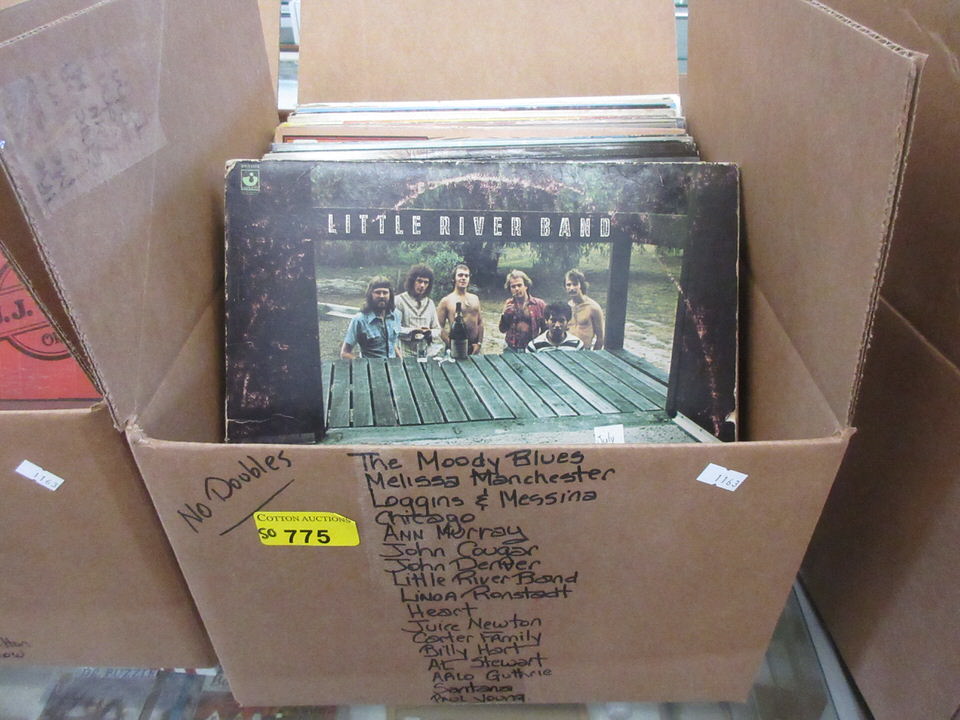 LITTLE RIVER BAND
J.J.
July
No Doubles
The Moody Blues
Melissa Manchester
Loggins & Messina
Chicago
ANN Murray
John Cougar
John Denver
Little River Band
LINDA Ronstadt
Heart
Juice Newton
Carter FAmily
Billy Hart
AL Stewart
ARLO Guthrie
Santana
PAUL Young
COTTON AUCTIONS
SO 775
1163
1163
PUZZLE